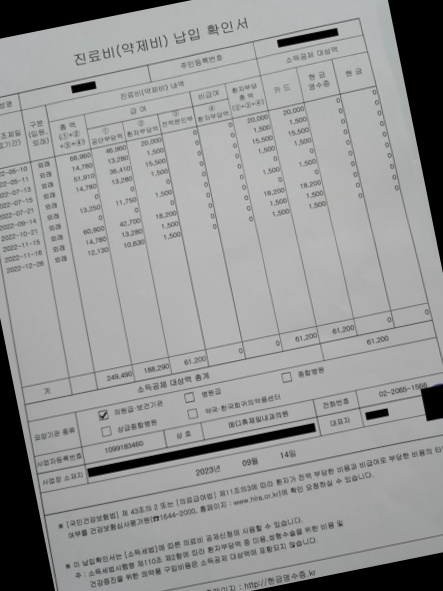 진료비(약제비) 납입 확인서
성명 주민등록번호
진료비(약제비) 내역 소득공제 대상액
구분 (입원, 외래) 총 액 (①+② +③+④) 급 여 비급여 환자부담 총 액 (②+③+④) 카 드 현 금 영수증 현 금
① 공단부담액 ② 환자부담액 ③ 전액본인부 ④ 환자부담액
22-05-10 외래 66,960 46,960 20,000 0 0 20,000 20,000 0 0
2022-05-11 외래 14,780 13,280 1,500 0 0 1,500 1,500 0 0
2022-07-13 외래 51,910 36,410 15,500 0 0 15,500 15,500 0 0
2022-07-15 외래 14,780 13,280 1,500 0 0 1,500 1,500 0 0
2022-07-21 외래 0 0 0 0 0 0 0 0 0
2022-09-14 외래 13,250 11,750 1,500 0 0 1,500 1,500 0 0
2022-10-21 외래 0 0 0 0 0 0 0 0 0
2022-11-15 외래 60,900 42,700 18,200 0 0 18,200 18,200 0 0
2022-11-16 외래 14,780 13,280 1,500 0 0 1,500 1,500 0 0
2022-12-28 외래 12,130 10,630 1,500 0 0 1,500 1,500 0 0
계 249,490 188,290 61,200 0 0 61,200 61,200 0 0
소득공제 대상액 총계 61,200
요양기관 종류 의원급·보건기관 병원급 종합병원
상급종합병원 약국·한국희귀의약품센터
사업자등록번호 1099183460 상 호 메디휴제일내과의원 전화번호 02-2065-1566
사업장 소재지 대표자
2023년 09월 14일
※ [국민건강보험법] 제 43조의 2 또는 [의료급여법] 제11조의3에 따라 환자가 전액 부담한 비용과 비급여로 부담한 비용의 타
여부를 건강보험심사평가원(☎1644-2000, 홈페이지 : www.hira.or.kr)에 확인 요청하실 수 있습니다.
※ 이 납입확인서는 [소득세법]에 따른 의료비 공제신청에 사용할 수 있습니다.
주 : 소득세법시행령 제110조 제2항에 따라 환자부담액 중 미용,성형수술을 위한 비용 및
건강증진을 위한 의약품 구입비용은 소득공제 대상액에 포함되지 않습니다.
http://현금영수증.kr